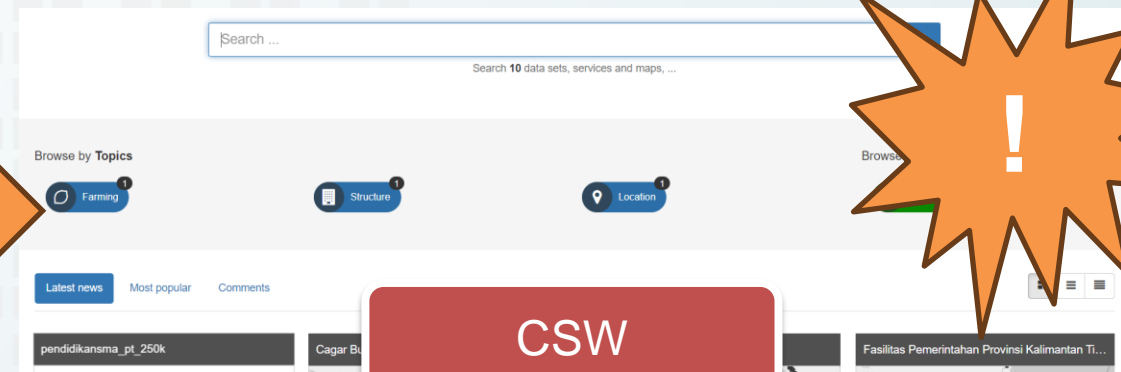 Search ...
Search 10 data sets, services and maps, ...
!
Browse by Topics
Browse
1
Farming
1
Structure
1
Location
Latest news
Most popular
Comments
CSW
pendidikansma_pt_250k
Cagar Bu
Fasilitas Pemerintahan Provinsi Kalimantan Ti...